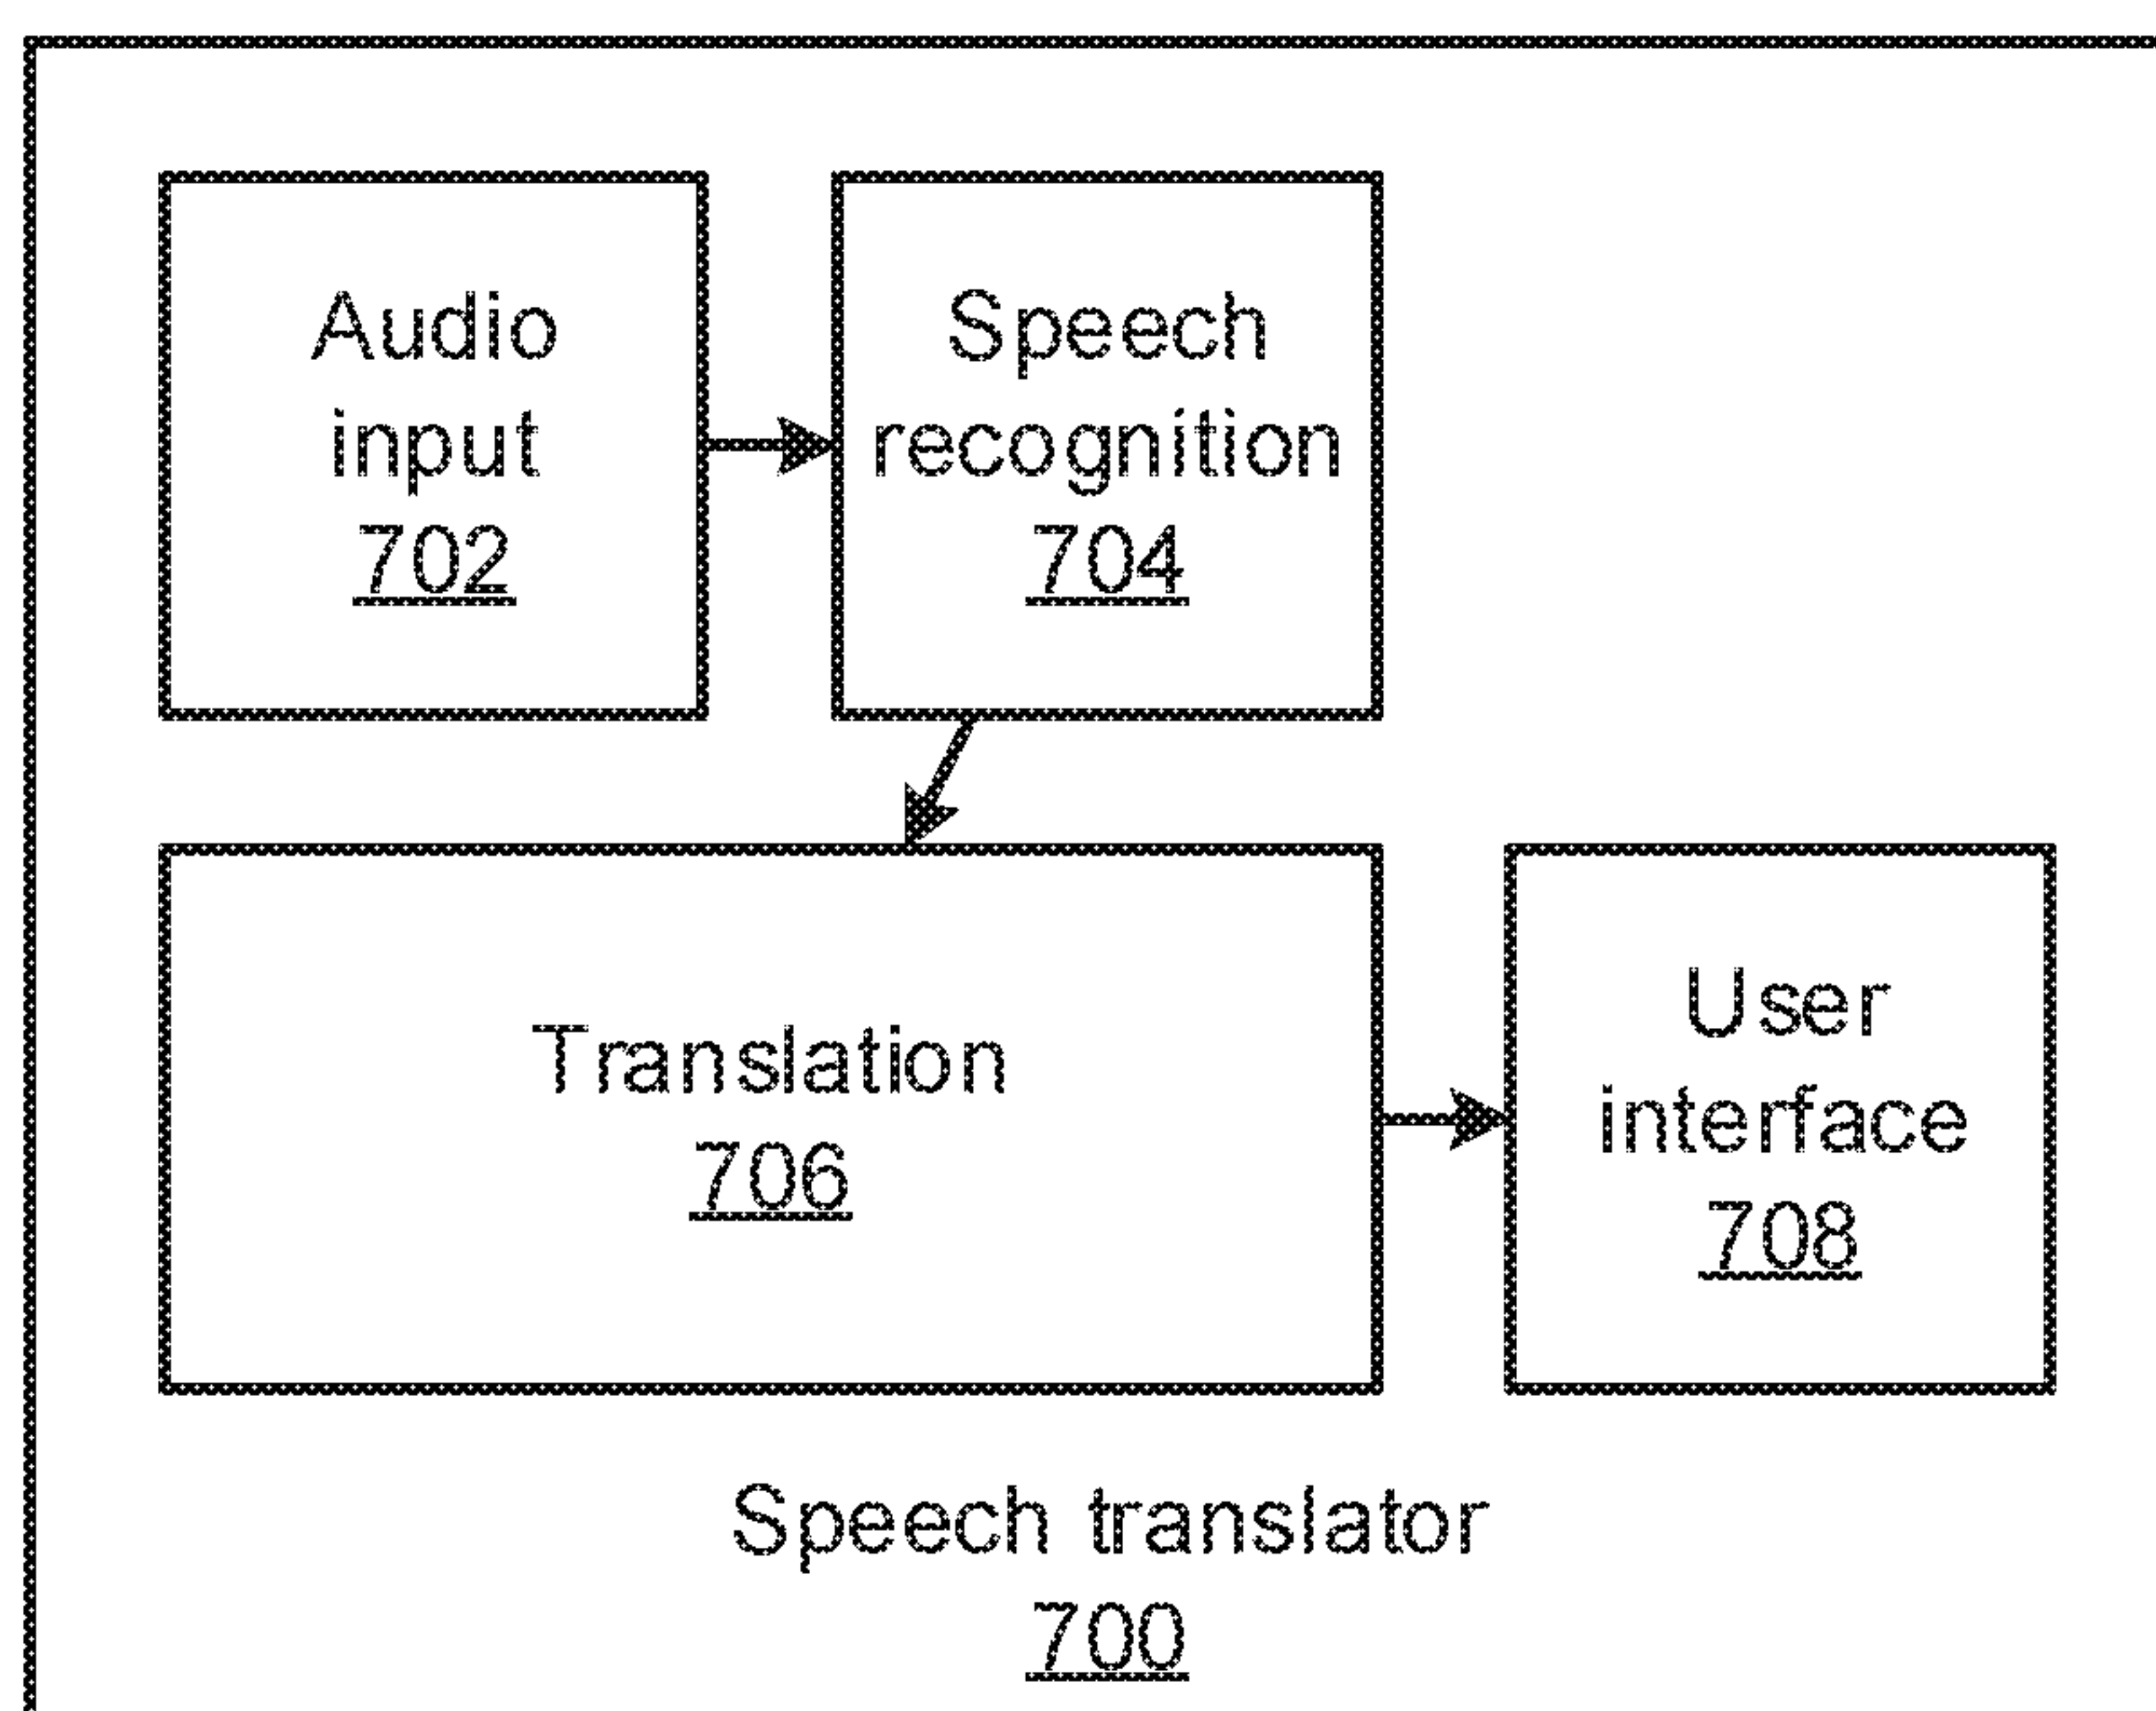 Audio
input
702
Speech
recognition
704
Translation
706
User
interface
708
Speech translator
700